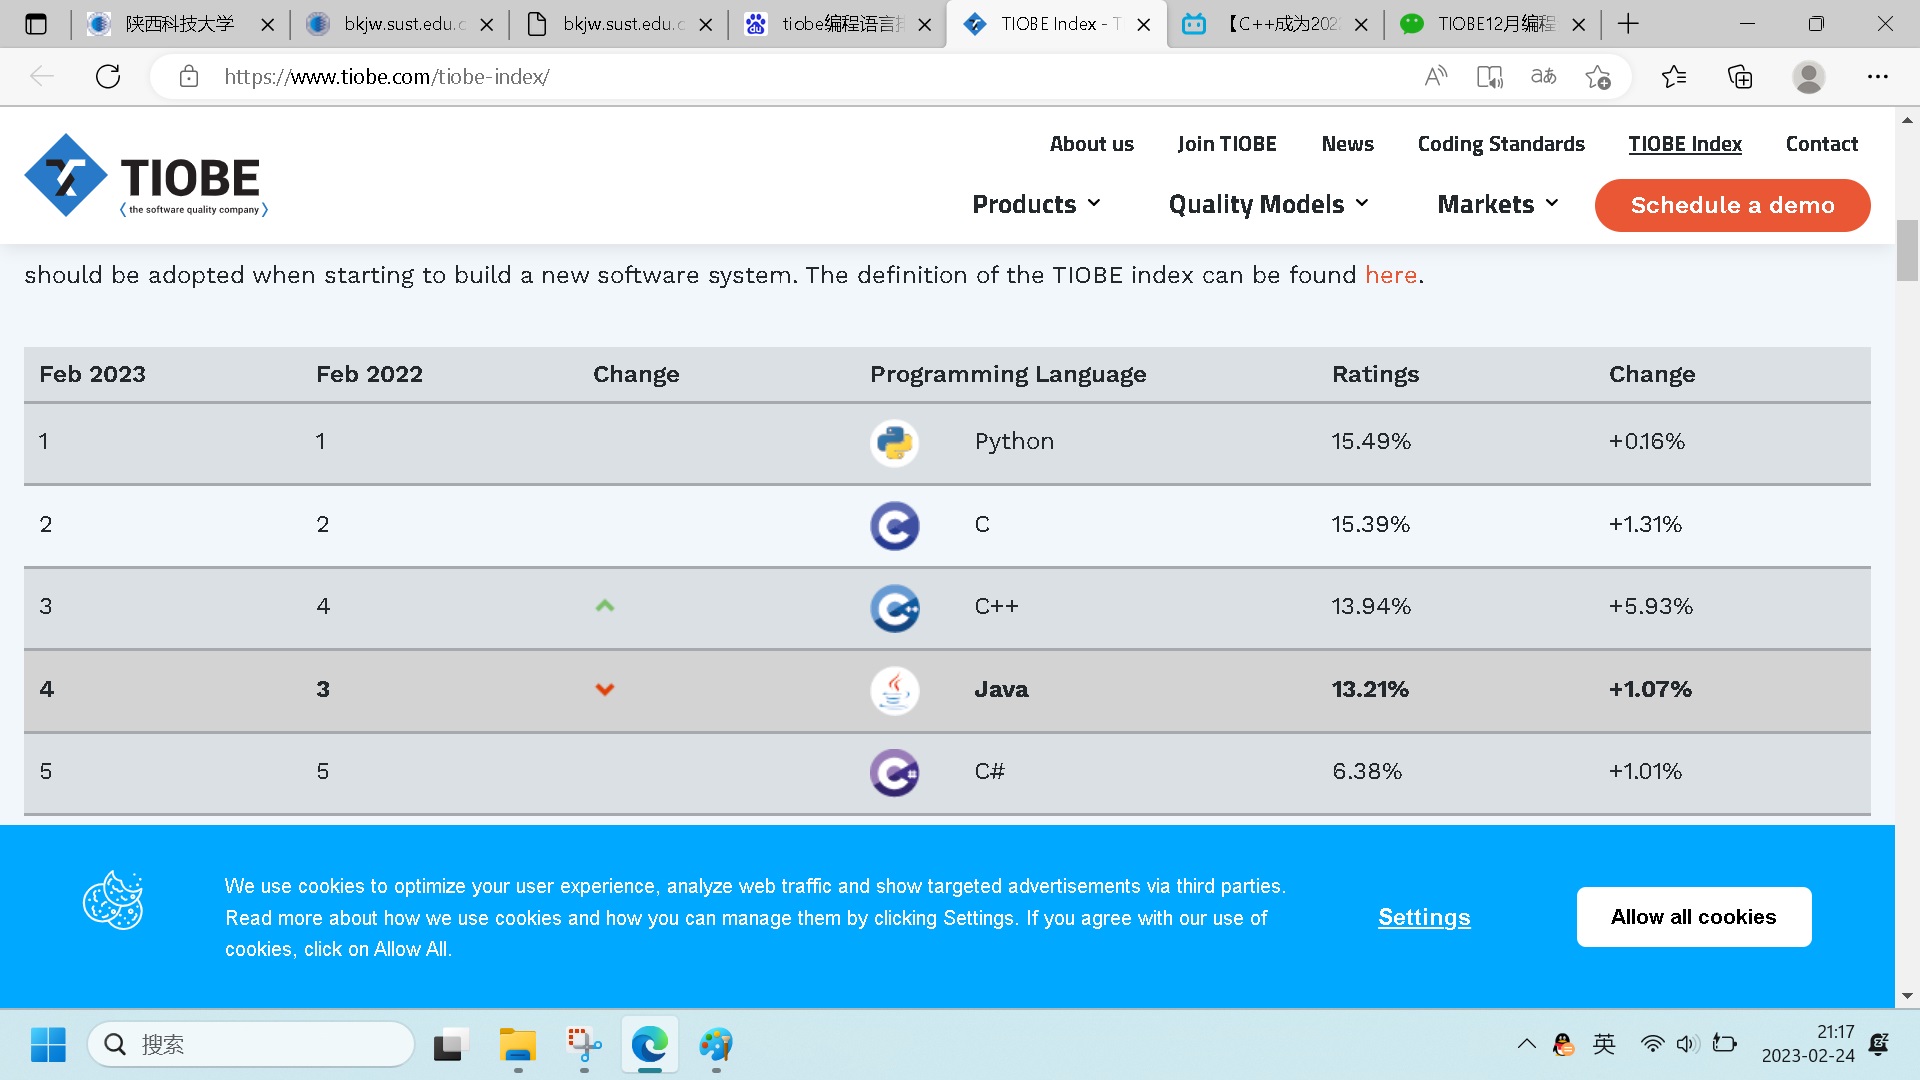 陕西科技大学
bkjw.sust.edu.c
bkjw.sust.edu.c
tiobe编程语言排
TIOBE Index - T
【C++成为202
TIOBE12月编程
https://www.tiobe.com/tiobe-index/
About us
Join TIOBE
News
Coding Standards
TIOBE Index
Contact
TIOBE
the software quality company
Products
Quality Models
Markets
Schedule a demo
should be adopted when starting to build a new software system. The definition of the TIOBE index can be found here.
Feb 2023 Feb 2022 Change Programming Language Ratings Change
1 1 Python 15.49% +0.16%
2 2 C 15.39% +1.31%
3 4 C++ 13.94% +5.93%
4 3 Java 13.21% +1.07%
5 5 C# 6.38% +1.01%
We use cookies to optimize your user experience, analyze web traffic and show targeted advertisements via third parties.
Read more about how we use cookies and how you can manage them by clicking Settings. If you agree with our use of
cookies, click on Allow All.
Settings
Allow all cookies
搜索
英
21:17
2023-02-24